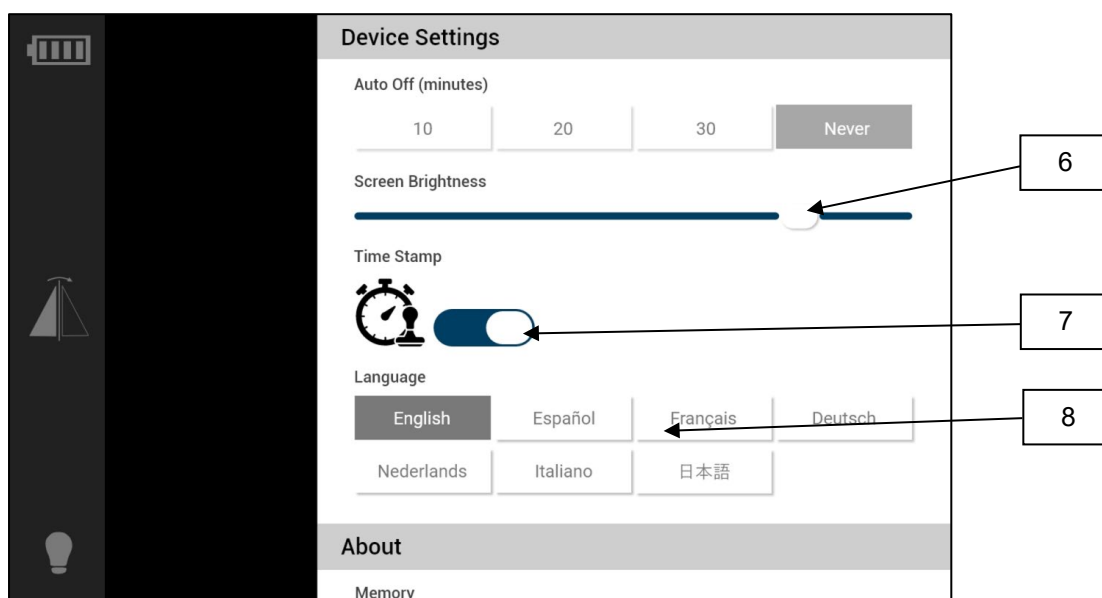 Device Settings
Auto Off (minutes)
10 20 30 Never
Screen Brightness
6
Time Stamp
7
Language
English Español Français Deutsch
8
Nederlands Italiano 日本語
About
Memory